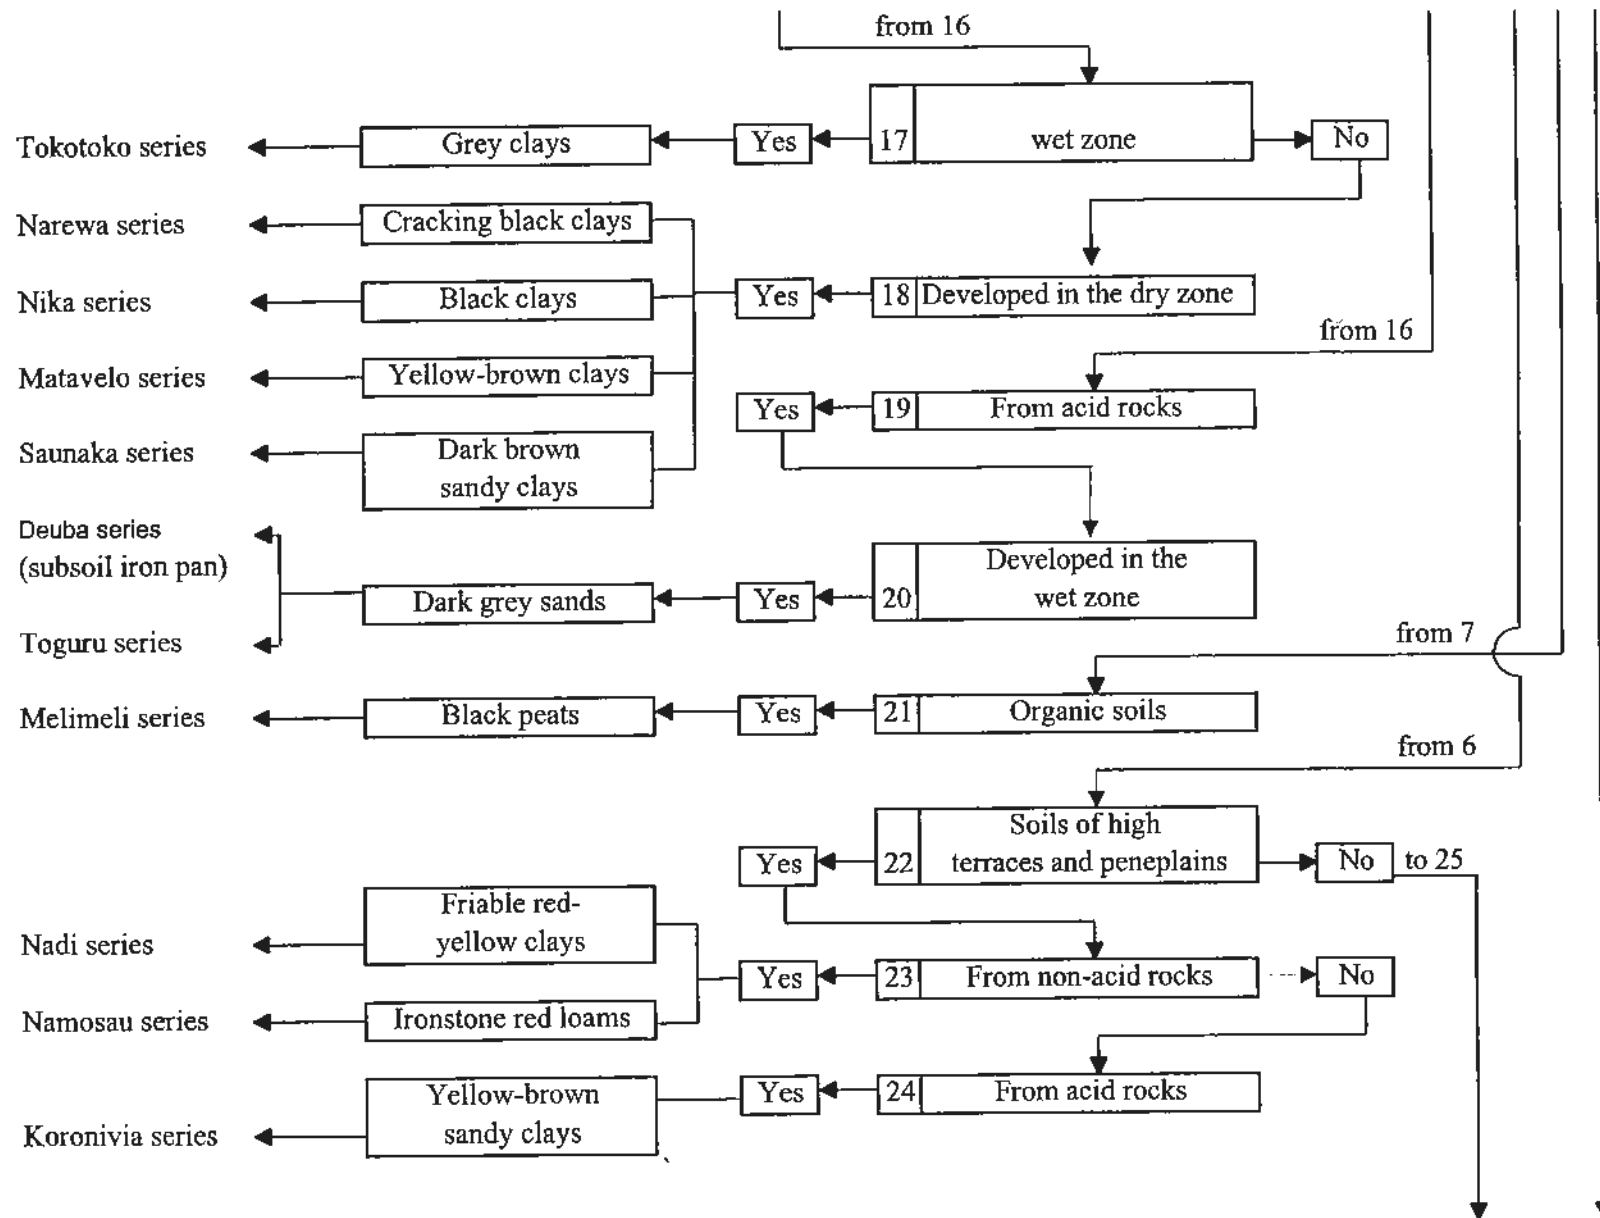 from 16
Tokotoko series
Grey clays
Yes
17
wet zone
No
Narewa series
Cracking black clays
Nika series
Black clays
Yes
18
Developed in the dry zone
from 16
Matavelo series
Yellow-brown clays
Yes
19
From acid rocks
Saunaka series
Dark brown
sandy clays
Deuba series
(subsoil iron pan)
Dark grey sands
Yes
20
Developed in the
wet zone
Toguru series
from 7
Melimeli series
Black peats
Yes
21
Organic soils
from 6
Yes
22
Soils of high
terraces and peneplains
No
to 25
Nadi series
Friable red-
yellow clays
Yes
23
From non-acid rocks
No
Namosau series
Ironstone red loams
Koronivia series
Yellow-brown
sandy clays
Yes
24
From acid rocks